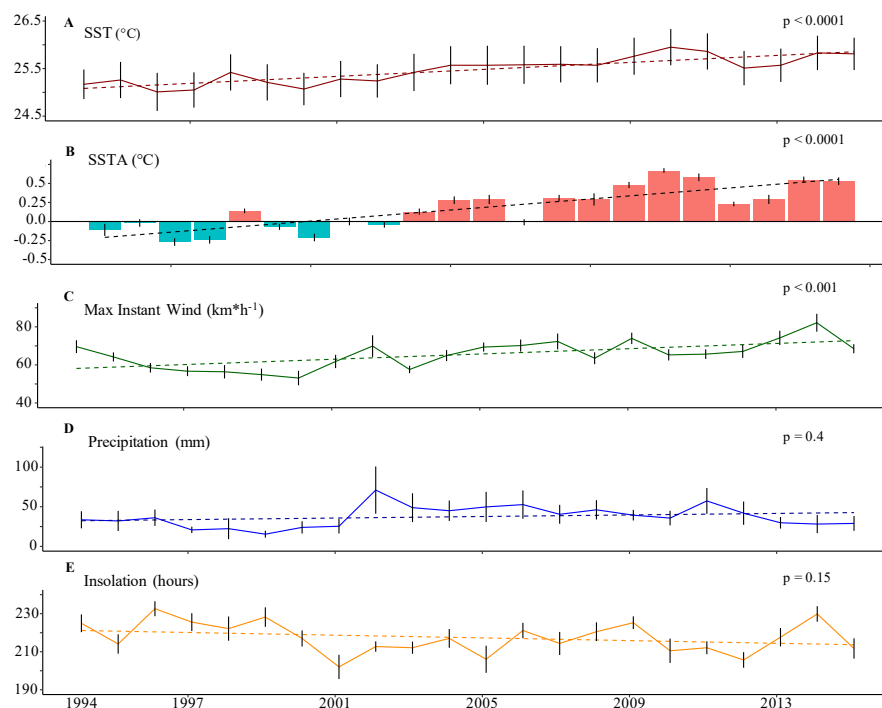 A
SST (°C)
p < 0.0001
26.5
25.5
24.5
B
SSTA (°C)
p < 0.0001
0.5
0.25
0.0
-0.25
-0.5
C
Max Instant Wind (km*h⁻¹)
p < 0.001
80
60
40
D
Precipitation (mm)
p = 0.4
100
50
0
E
Insolation (hours)
p = 0.15
230
210
190
1994 1997 2001 2005 2009 2013